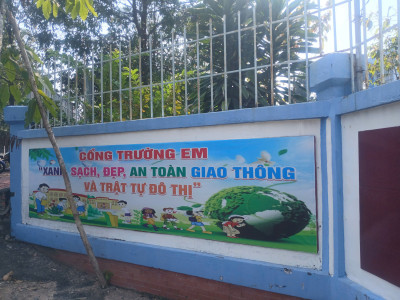 CỔNG TRƯỜNG EM
"XANH, SẠCH, ĐẸP, AN TOÀN GIAO THÔNG
VÀ TRẬT TỰ ĐÔ THỊ"